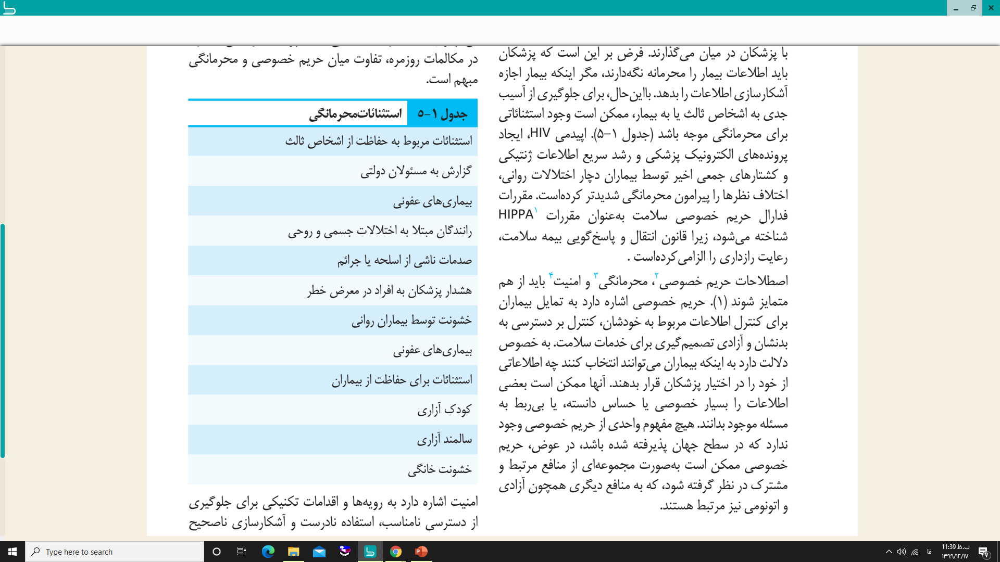 با پزشکان در میان می‌گذارند. فرض بر این است که پزشکان
باید اطلاعات بیمار را محرمانه نگه‌دارند، مگر اینکه بیمار اجازه
آشکارسازی اطلاعات را بدهد. بااین‌حال، برای جلوگیری از آسیب
جدی به اشخاص ثالث یا به بیمار، ممکن است وجود استثنائاتی
برای محرمانگی موجه باشد (جدول ۱-۵). اپیدمی HIV، ایجاد
پرونده‌های الکترونیک پزشکی و رشد سریع اطلاعات ژنتیکی
و کشتارهای جمعی اخیر توسط بیماران دچار اختلالات روانی،
اختلاف نظرها را پیرامون محرمانگی شدیدتر کرده‌است. مقررات
فدارال حریم خصوصی سلامت به‌عنوان مقررات HIPPA۱
شناخته می‌شود، زیرا قانون انتقال و پاسخ‌گویی بیمه سلامت،
رعایت رازداری را الزامی‌کرده‌است .
اصطلاحات حریم خصوصی۲، محرمانگی۳ و امنیت۴ باید از هم
متمایز شوند (۱). حریم خصوصی اشاره دارد به تمایل بیماران
برای کنترل اطلاعات مربوط به خودشان، کنترل بر دسترسی به
بدنشان و آزادی تصمیم‌گیری برای خدمات سلامت. به خصوص
دلالت دارد به اینکه بیماران می‌توانند انتخاب کنند چه اطلاعاتی
از خود را در اختیار پزشکان قرار بدهند. آنها ممکن است بعضی
اطلاعات را بسیار خصوصی یا حساس دانسته، یا بی‌ربط به
مسئله موجود بدانند. هیچ مفهوم واحدی از حریم خصوصی وجود
ندارد که در سطح جهان پذیرفته شده باشد، در عوض، حریم
خصوصی ممکن است به‌صورت مجموعه‌ای از منافع مرتبط و
مشترک در نظر گرفته شود، که به منافع دیگری همچون آزادی
و اتونومی نیز مرتبط هستند.
در مکالمات روزمره، تفاوت میان حریم خصوصی و محرمانگی
مبهم است.
جدول ۱-۵ استثنائات‌محرمانگی
استثنائات مربوط به حفاظت از اشخاص ثالث
گزارش به مسئولان دولتی
بیماری‌های عفونی
رانندگان مبتلا به اختلالات جسمی و روحی
صدمات ناشی از اسلحه یا جرائم
هشدار پزشکان به افراد در معرض خطر
خشونت توسط بیماران روانی
بیماری‌های عفونی
استثنائات برای حفاظت از بیماران
کودک آزاری
سالمند آزاری
خشونت خانگی
امنیت اشاره دارد به رویه‌ها و اقدامات تکنیکی برای جلوگیری
از دسترسی نامناسب، استفاده نادرست و آشکارسازی ناصحیح
Type here to search
فا
11:39 ب.ظ
۱۳۹۹/۱۲/۱۷